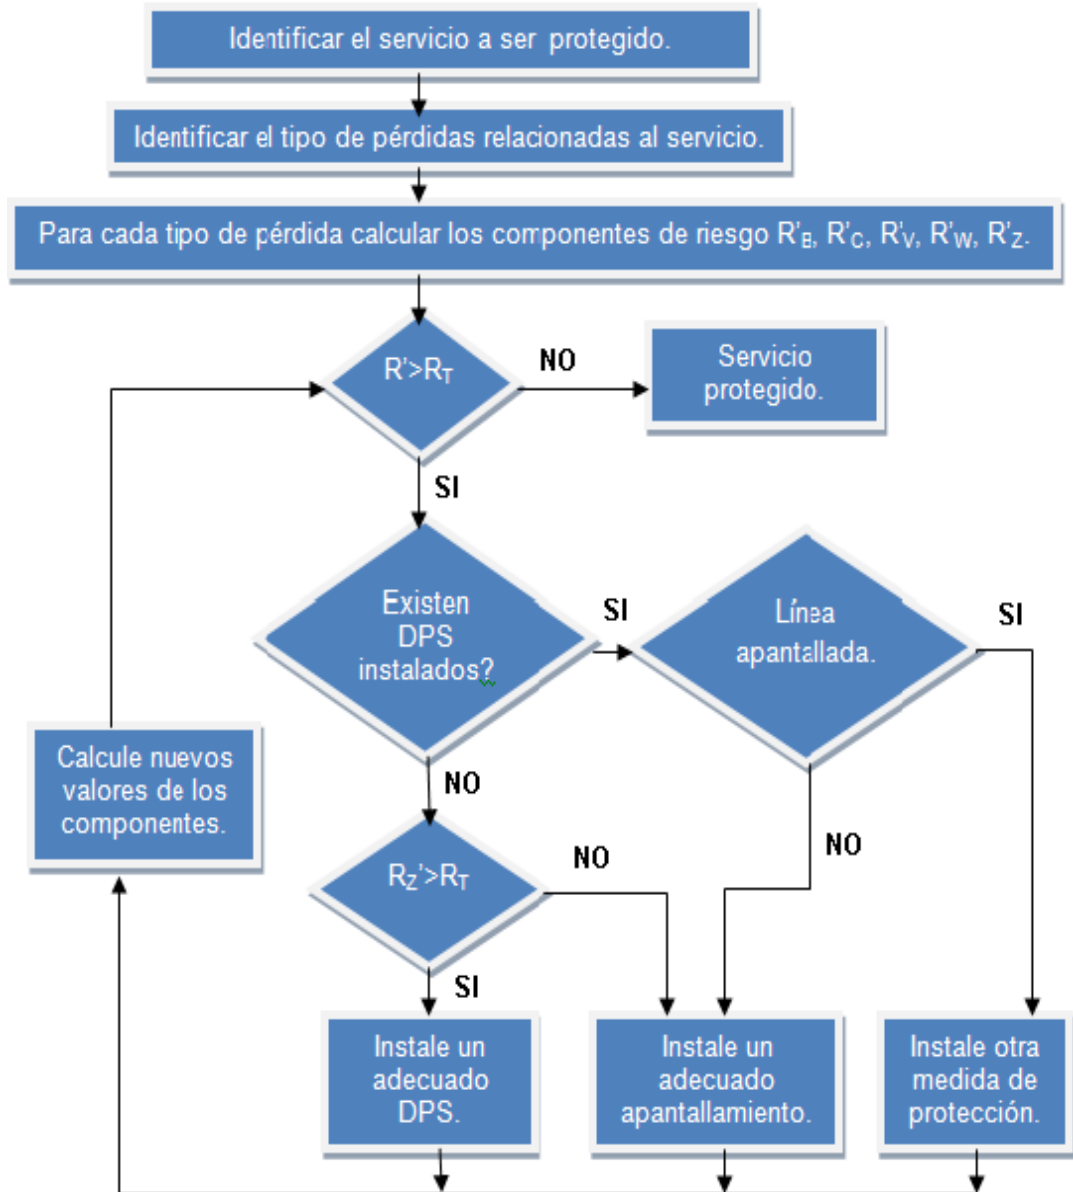 Identificar el servicio a ser protegido.
Identificar el tipo de pérdidas relacionadas al servicio.
Para cada tipo de pérdida calcular los componentes de riesgo R'B, R'C, R'V, R'W, R'Z.
R'>RT
NO
Servicio
protegido.
SI
Existen
DPS
instalados?
SI
Línea
apantallada.
SI
Calcule nuevos
valores de los
componentes.
NO
NO
RZ'>RT
NO
SI
Instale un
adecuado
DPS.
Instale un
adecuado
apantallamiento.
Instale otra
medida de
protección.